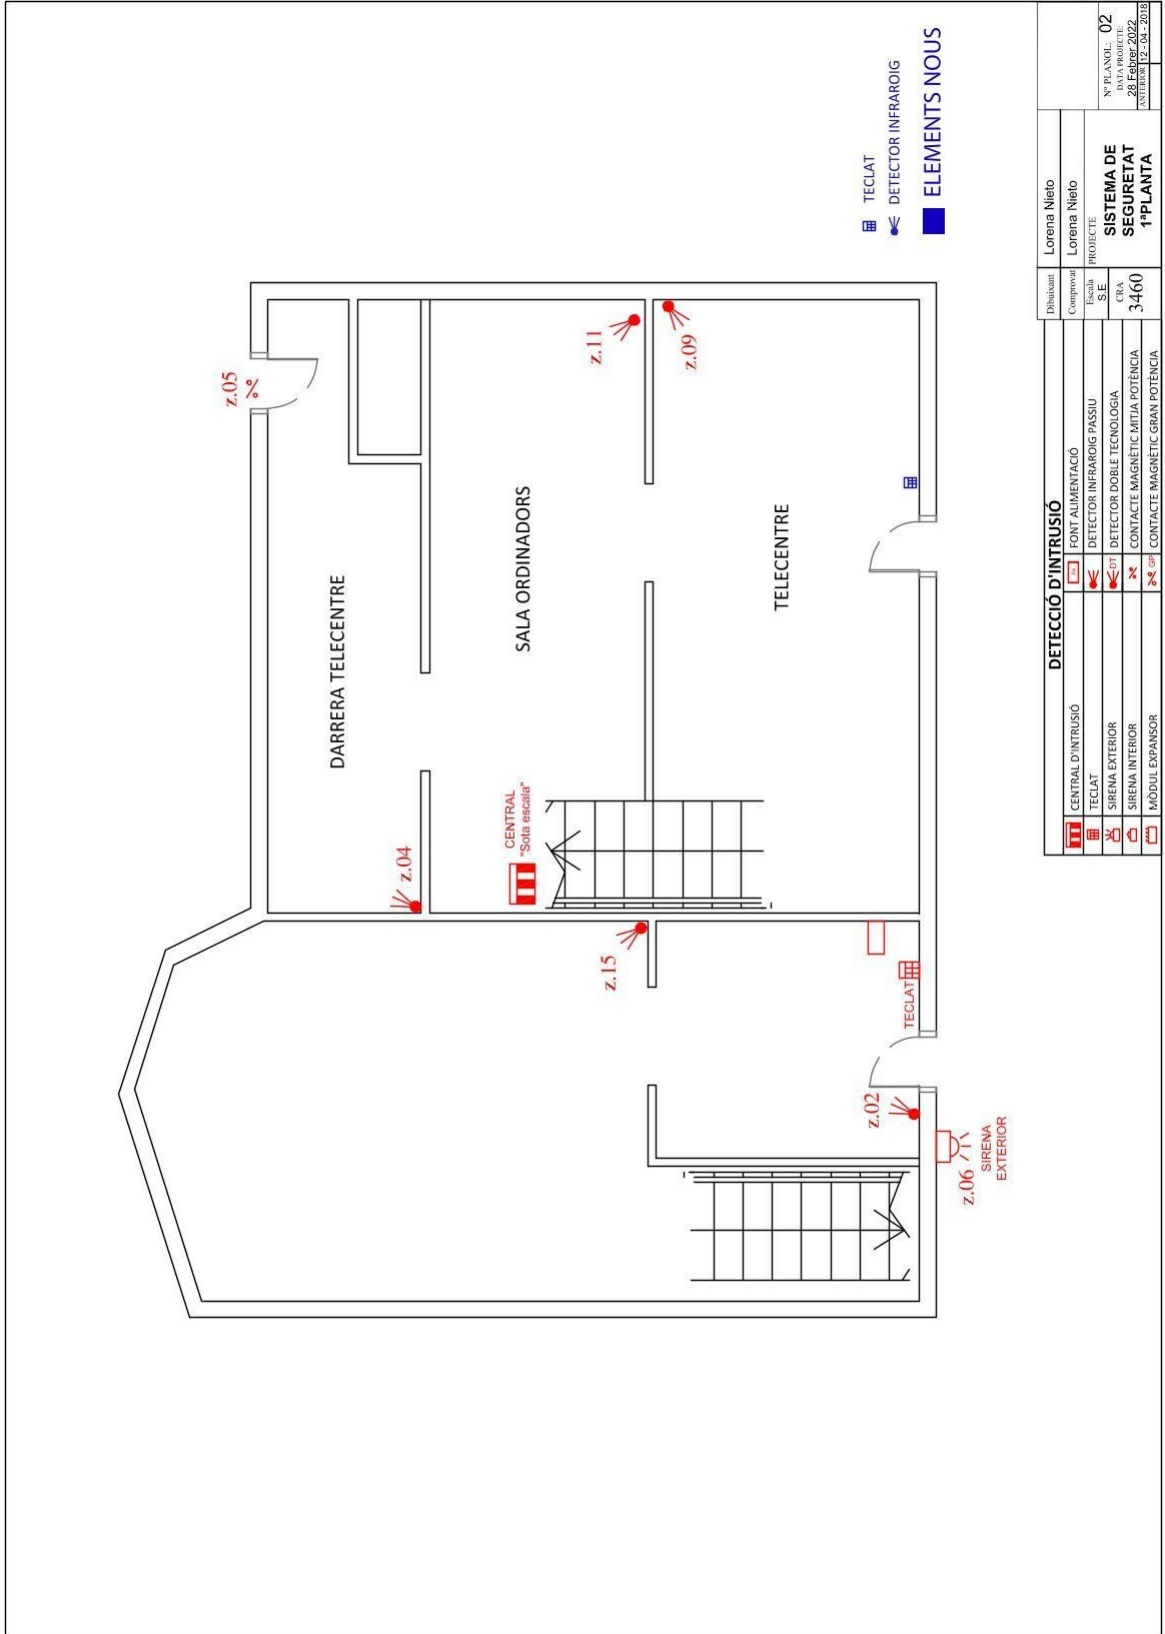 z.05
DARRERA TELECENTRE
z.04
CENTRAL
"Sota escala"
SALA ORDINADORS
z.11
z.15
z.09
TELECENTRE
z.02
TECLAT
z.06
SIRENA
EXTERIOR
TECLAT
DETECTOR INFRAROIG
ELEMENTS NOUS
DETECCIÓ D'INTRUSIÓ
CENTRAL D'INTRUSIÓ
TECLAT
SIRENA EXTERIOR
SIRENA INTERIOR
MÒDUL EXPANSOR
FONT ALIMENTACIÓ
DETECTOR INFRAROIG PASSIU
DT
DETECTOR DOBLE TECNOLOGIA
CONTACTE MAGNÈTIC MITJA POTÈNCIA
GP
CONTACTE MAGNÈTIC GRAN POTÈNCIA
Dibuixant
Lorena Nieto
Comprovat
Lorena Nieto
Escala
S.E
CRA
3460
PROJECTE
SISTEMA DE
SEGURETAT
1ªPLANTA
Nº PLANOL: 02
DATA PROJECTE:
28 Febrer 2022
ANTERIOR 12 - 04 - 2018